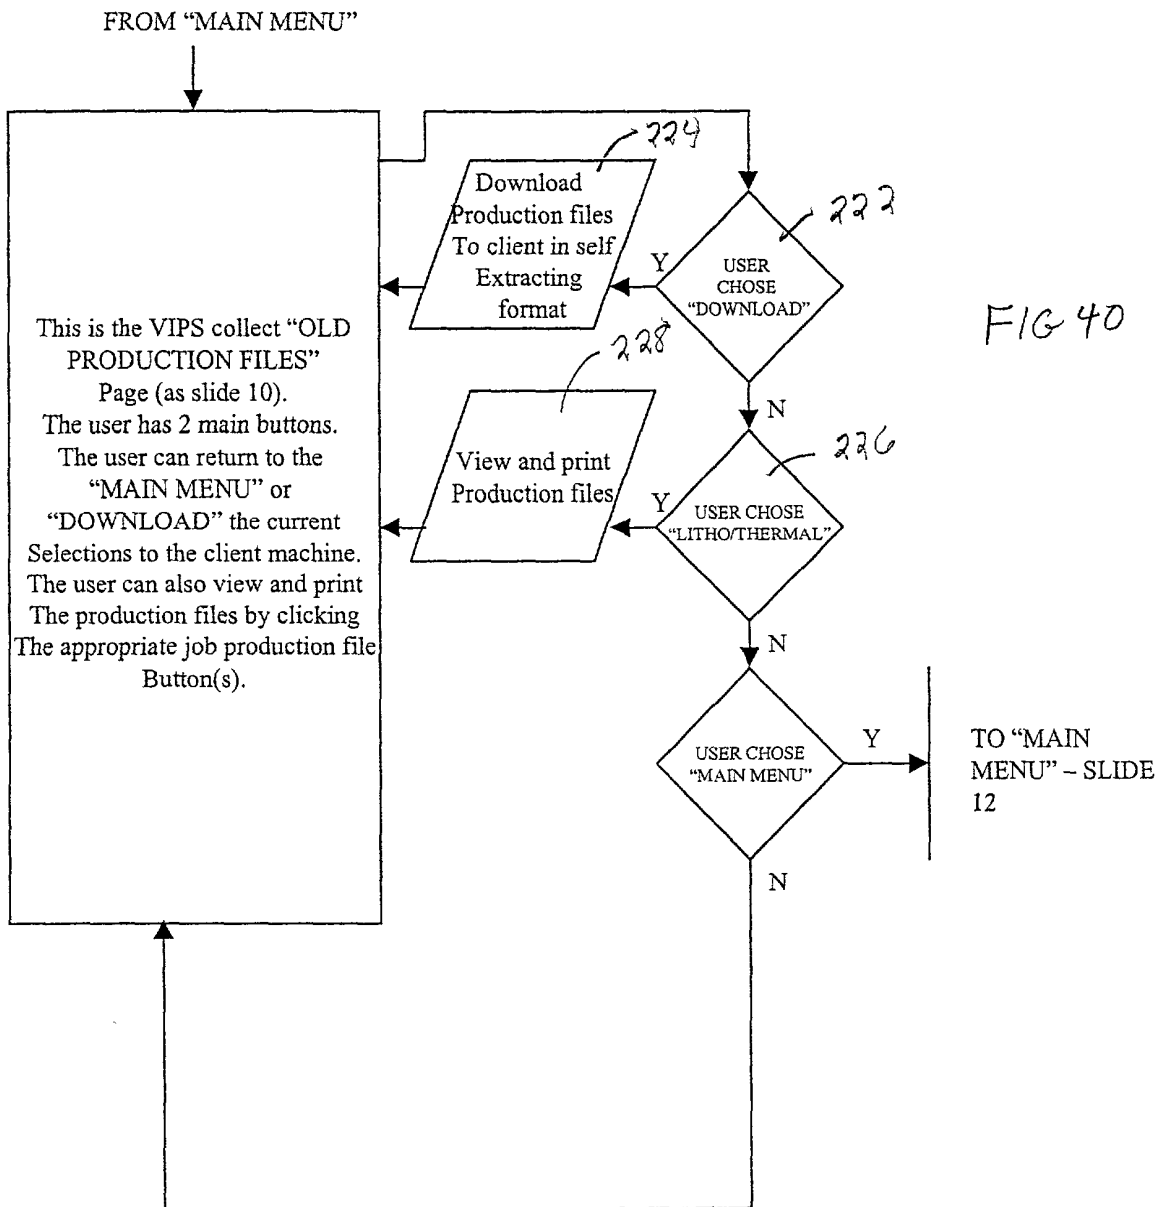 FROM “MAIN MENU”
This is the VIPS collect “OLD
PRODUCTION FILES”
Page (as slide 10).
The user has 2 main buttons.
The user can return to the
“MAIN MENU” or
“DOWNLOAD” the current
Selections to the client machine.
The user can also view and print
The production files by clicking
The appropriate job production file
Button(s).
224
Download
Production files
To client in self
Extracting
format
Y
222
USER
CHOSE
“DOWNLOAD”
N
FIG 40
228
View and print
Production files
Y
226
USER CHOSE
“LITHO/THERMAL”
N
USER CHOSE
“MAIN MENU”
Y
TO “MAIN
MENU” – SLIDE
12
N